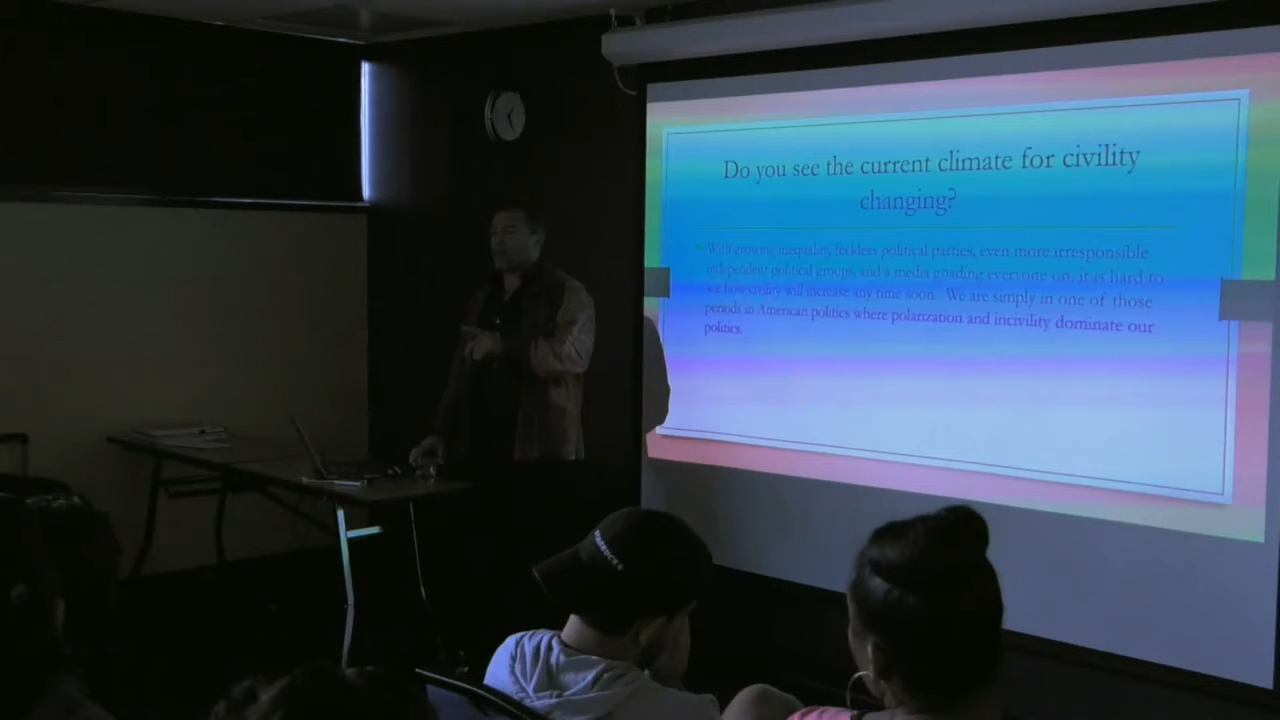 Do you see the current climate for civility
changing?
With growing inequality, feckless political parties, even more irresponsible
independent political groups, and a media goading everyone on, it is hard to
see how civility will increase any time soon. We are simply in one of those
periods in American politics where polarization and incivility dominate our
politics.
STARBUCKS